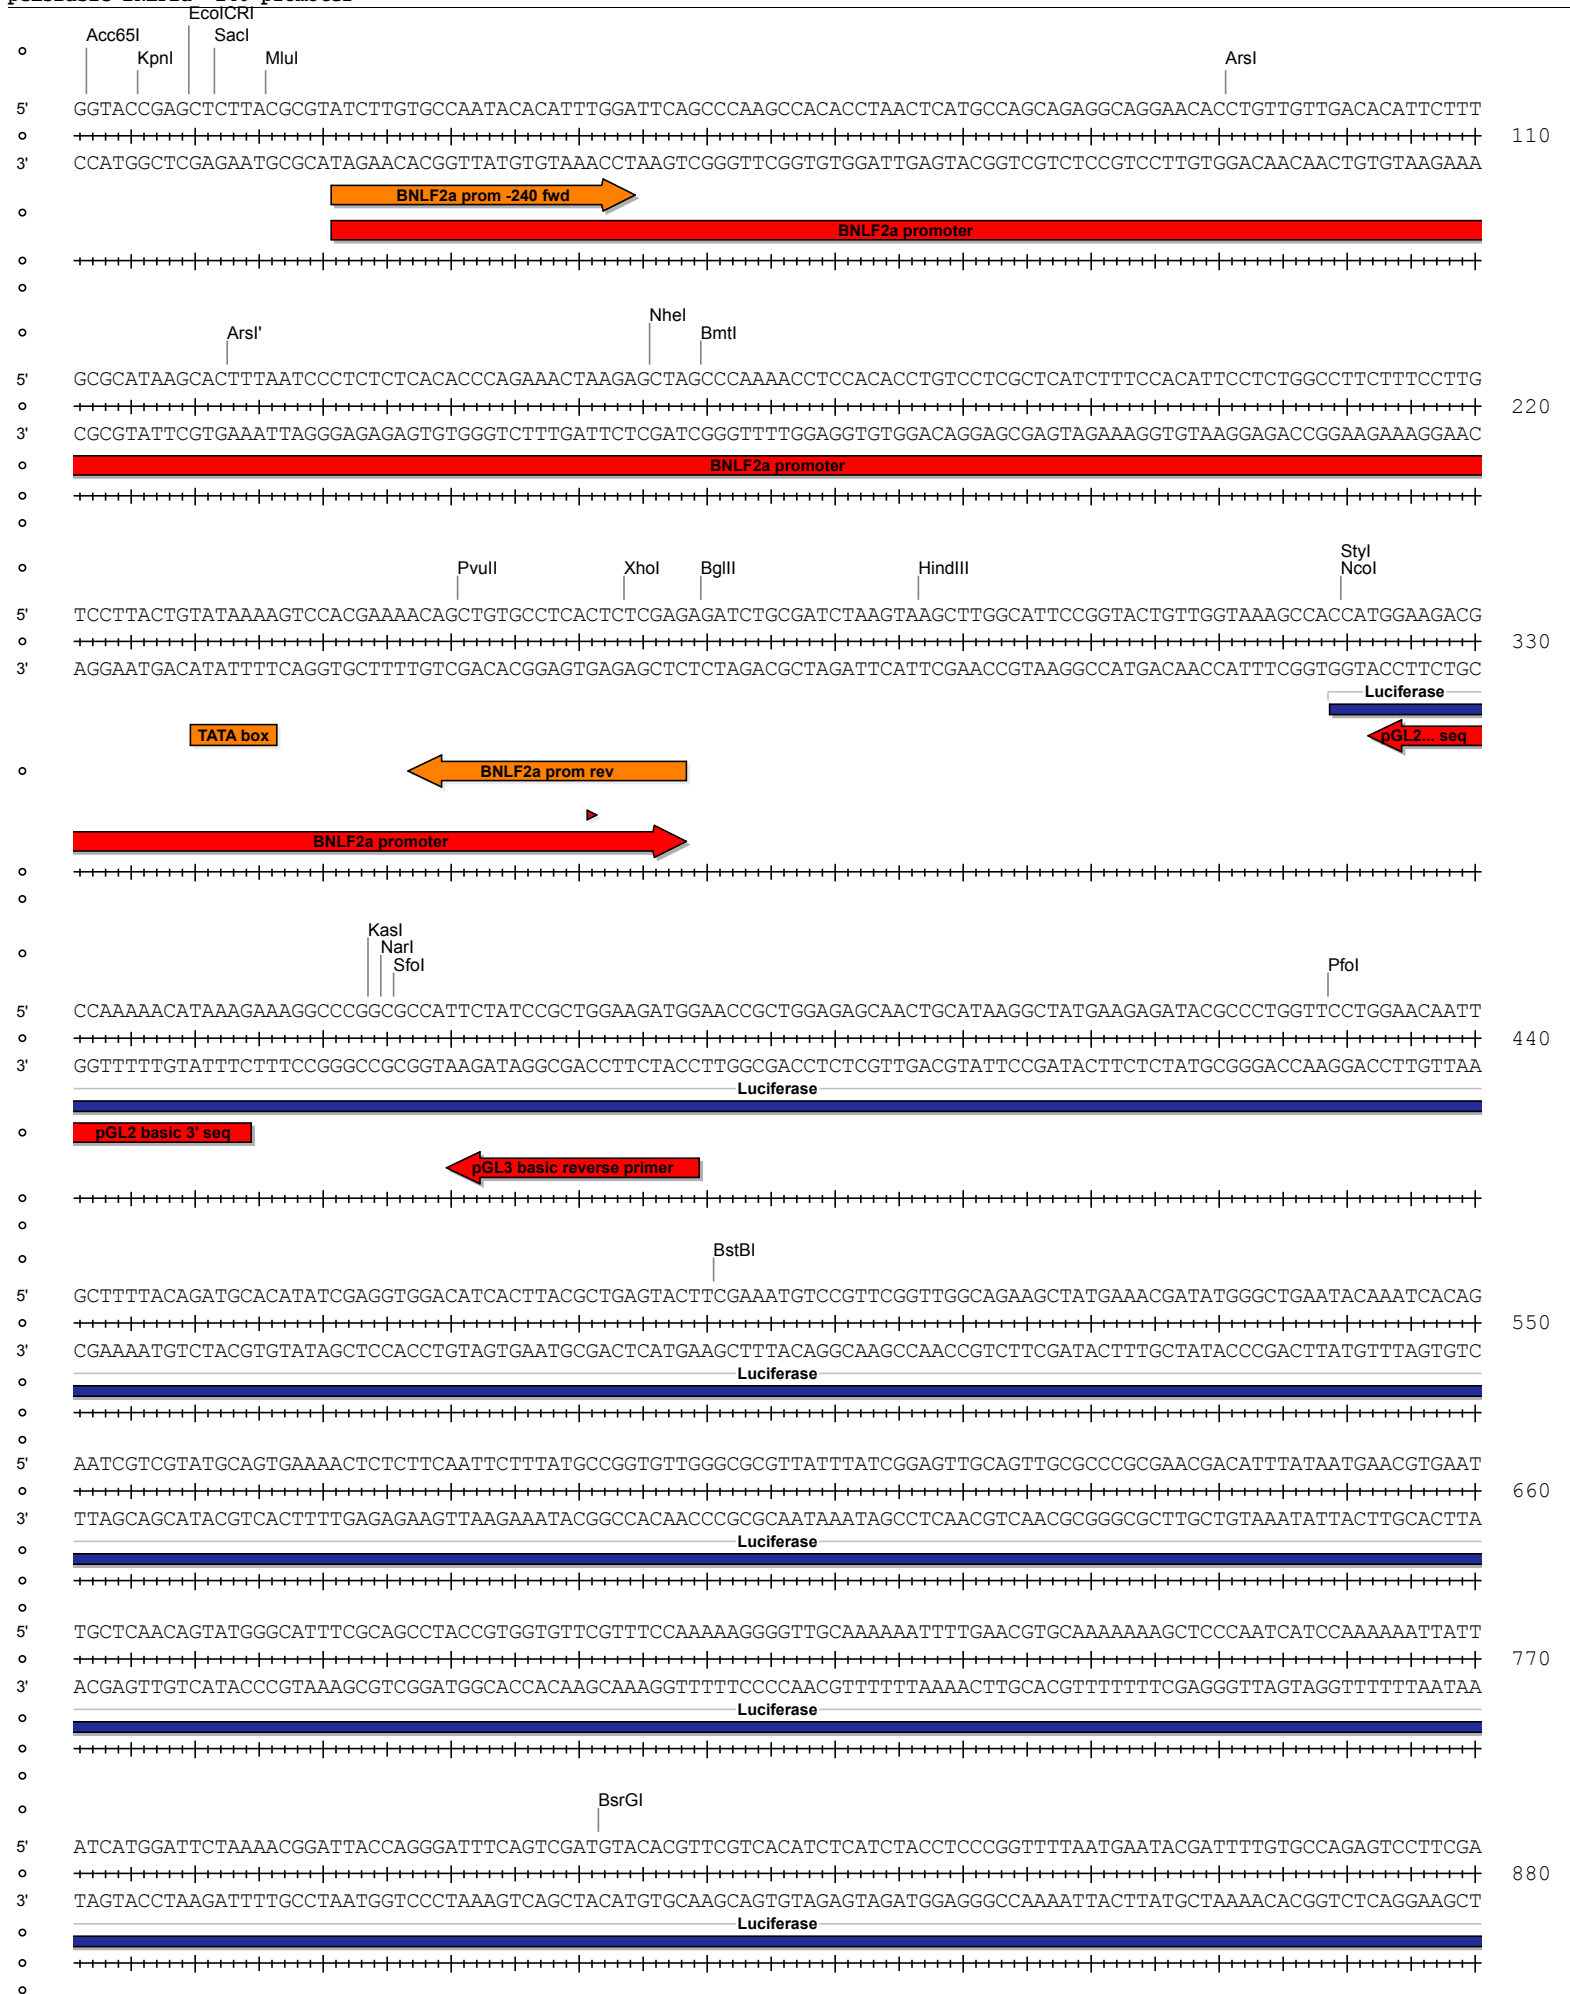 EcoICRI
Acc65I SacI
KpnI MluI ArsI
5' GGTACCGAGCTCTTACGCGTATCTTGTGCCAATACACATTTGGATTCAGCCCAAGCCACACCTAACTCATGCCAGCAGAGGCAGGAACACCTGTTGTTGACACATTCTTT
110
3' CCATGGCTCGAGAATGCGCATAGAACACGGTTATGTGTAAACCTAAGTCGGGTTCGGTGTGGATTGAGTACGGTCGTCTCCGTCCTTGTGGACAACAACTGTGTAAGAAA
BNLF2a prom -240 fwd
BNLF2a promoter
NheI
ArsI' BmtI
5' GCGCATAAGCACTTTAATCCCTCTCTCACACCCAGAAACTAAGAGCTAGCCCAAAACCTCCACACCTGTCCTCGCTCATCTTTCCACATTCCTCTGGCCTTCTTTCCTTG
220
3' CGCGTATTCGTGAAATTAGGGAGAGAGTGTGGGTCTTTGATTCTCGATCGGGTTTTGGAGGTGTGGACAGGAGCGAGTAGAAAGGTGTAAGGAGACCGGAAGAAAGGAAC
BNLF2a promoter
StyI
PvuII XhoI BglII HindIII NcoI
5' TCCTTACTGTATAAAAGTCCACGAAAACAGCTGTGCCTCACTCTCGAGAGATCTGCGATCTAAGTAAGCTTGGCATTCCGGTACTGTTGGTAAAGCCACCATGGAAGACG
330
3' AGGAATGACATATTTTCAGGTGCTTTTGTCGACACGGAGTGAGAGCTCTCTAGACGCTAGATTCATTCGAACCGTAAGGCCATGACAACCATTTCGGTGGTACCTTCTGC
Luciferase
TATA box pGL2... seq
BNLF2a prom rev
BNLF2a promoter
KasI
NarI
SfoI PfoI
5' CCAAAAACATAAAGAAAGGCCCGGCGCCATTCTATCCGCTGGAAGATGGAACCGCTGGAGAGCAACTGCATAAGGCTATGAAGAGATACGCCCTGGTTCCTGGAACAATT
440
3' GGTTTTTGTATTTCTTTCCGGGCCGCGGTAAGATAGGCGACCTTCTACCTTGGCGACCTCTCGTTGACGTATTCCGATACTTCTCTATGCGGGACCAAGGACCTTGTTAA
Luciferase
pGL2 basic 3' seq
pGL3 basic reverse primer
BstBI
5' GCTTTTACAGATGCACATATCGAGGTGGACATCACTTACGCTGAGTACTTCGAAATGTCCGTTCGGTTGGCAGAAGCTATGAAACGATATGGGCTGAATACAAATCACAG
550
3' CGAAAATGTCTACGTGTATAGCTCCACCTGTAGTGAATGCGACTCATGAAGCTTTACAGGCAAGCCAACCGTCTTCGATACTTTGCTATACCCGACTTATGTTTAGTGTC
Luciferase
5' AATCGTCGTATGCAGTGAAAACTCTCTTCAATTCTTTATGCCGGTGTTGGGCGCGTTATTTATCGGAGTTGCAGTTGCGCCCGCGAACGACATTTATAATGAACGTGAAT
660
3' TTAGCAGCATACGTCACTTTTGAGAGAAGTTAAGAAATACGGCCACAACCCGCGCAATAAATAGCCTCAACGTCAACGCGGGCGCTTGCTGTAAATATTACTTGCACTTA
Luciferase
5' TGCTCAACAGTATGGGCATTTCGCAGCCTACCGTGGTGTTCGTTTCCAAAAAGGGGTTGCAAAAAATTTTGAACGTGCAAAAAAAGCTCCCAATCATCCAAAAAATTATT
770
3' ACGAGTTGTCATACCCGTAAAGCGTCGGATGGCACCACAAGCAAAGGTTTTTCCCCAACGTTTTTTAAAACTTGCACGTTTTTTTCGAGGGTTAGTAGGTTTTTTAATAA
Luciferase
BsrGI
5' ATCATGGATTCTAAAACGGATTACCAGGGATTTCAGTCGATGTACACGTTCGTCACATCTCATCTACCTCCCGGTTTTAATGAATACGATTTTGTGCCAGAGTCCTTCGA
880
3' TAGTACCTAAGATTTTGCCTAATGGTCCCTAAAGTCAGCTACATGTGCAAGCAGTGTAGAGTAGATGGAGGGCCAAAATTACTTATGCTAAAACACGGTCTCAGGAAGCT
Luciferase